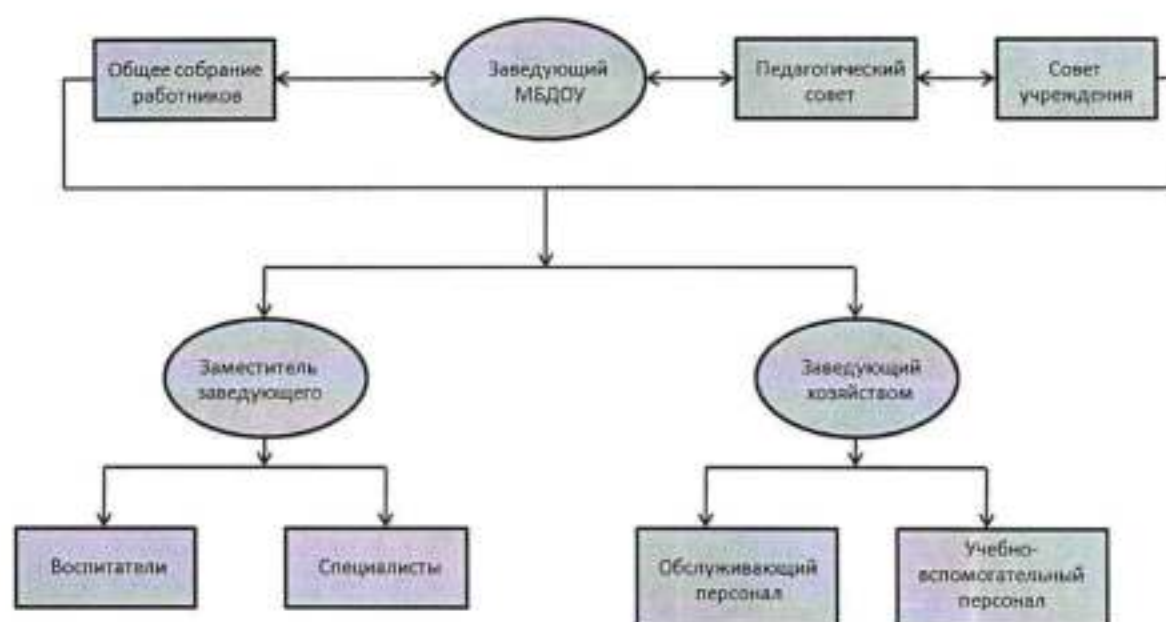 Общее собрание
работников
Заведующий
МБДОУ
Педагогический
совет
Совет
учреждения
Заместитель
заведующего
Заведующий
хозяйством
Воспитатели
Специалисты
Обслуживающий
персонал
Учебно-
вспомогательный
персонал